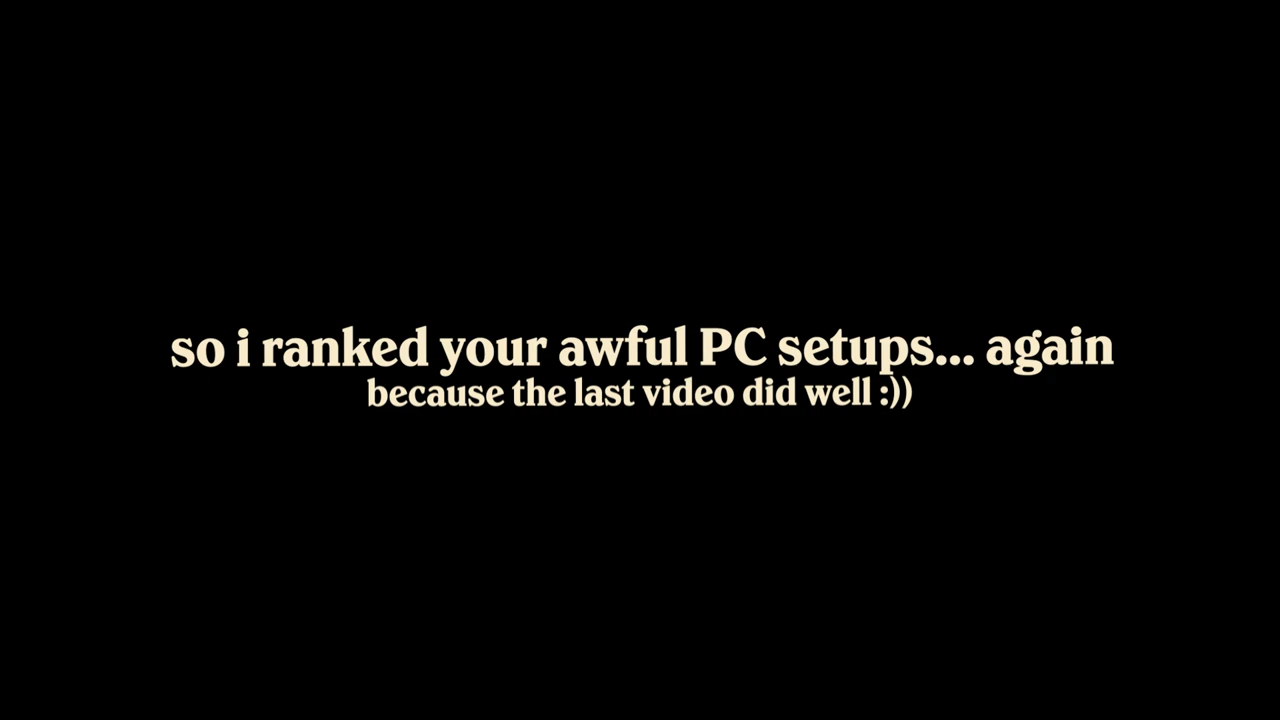 so i ranked your awful PC setups... again
because the last video did well :))